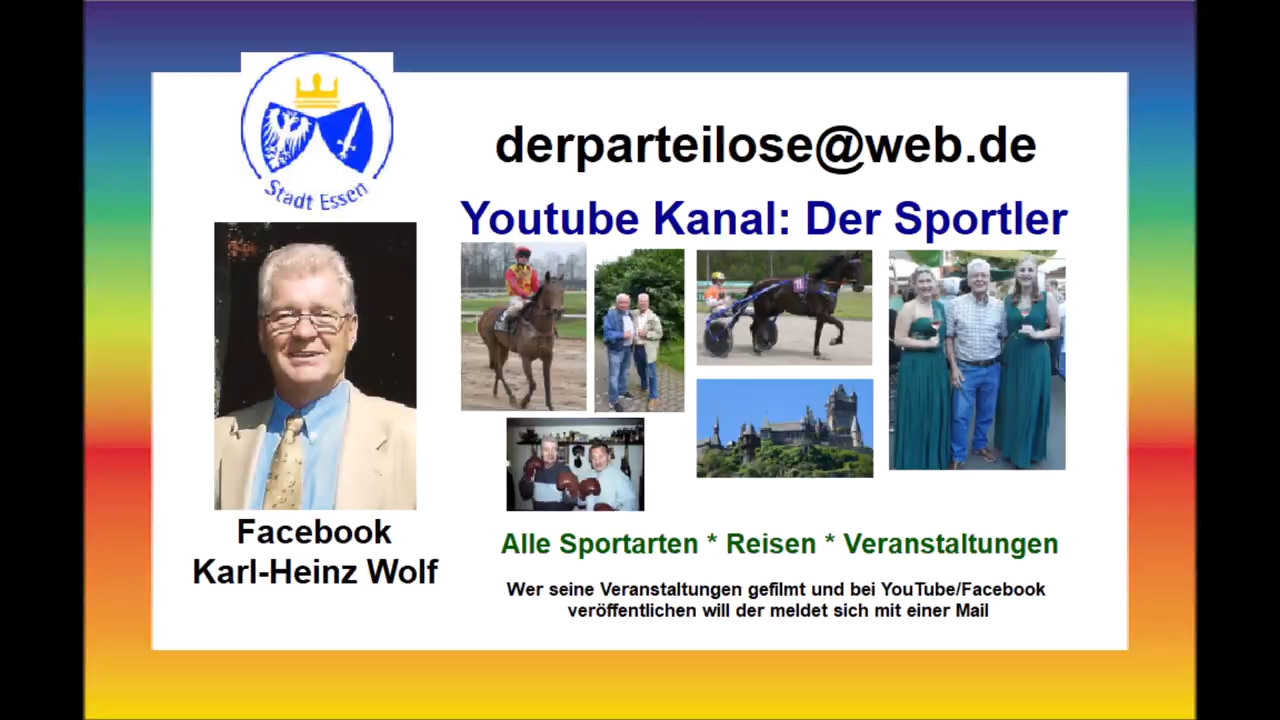 Stadt Essen
derparteilose@web.de
Youtube Kanal: Der Sportler
Facebook
Karl-Heinz Wolf
Alle Sportarten * Reisen * Veranstaltungen
Wer seine Veranstaltungen gefilmt und bei YouTube/Facebook
veröffentlichen will der meldet sich mit einer Mail